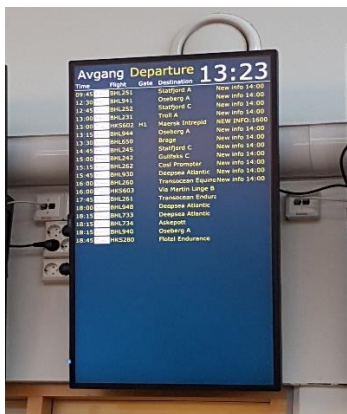 Avgang Departure 13:23
Time Flight Gate Destination
09:45 BHL251 Statfjord A New info 14:00
12:30 BHL941 Oseberg A New info 14:00
12:45 BHL252 Statfjord C New info 14:00
13:00 BHL231 Troll A New info 14:00
13:00 HKS602 H1 Maersk Intrepid NEW INFO:1600
13:15 BHL944 Oseberg A New info 14:00
13:30 BHL650 Brage New info 14:00
14:45 BHL245 Statfjord C New info 14:00
15:00 BHL242 Gullfaks C New info 14:00
15:15 BHL262 Cosl Promoter New info 14:00
15:45 BHL930 Deepsea Atlantic New info 14:00
16:00 BHL260 Transocean Equinc New info 14:00
16:00 HKS603 Via Martin Linge B
17:45 BHL261 Transocean Endura
18:00 BHL948 Deepsea Atlantic
18:15 BHL733 Deepsea Atlantic
18:15 BHL734 Askepott
18:15 BHL940 Oseberg A
18:45 HKS280 Flotel Endurance